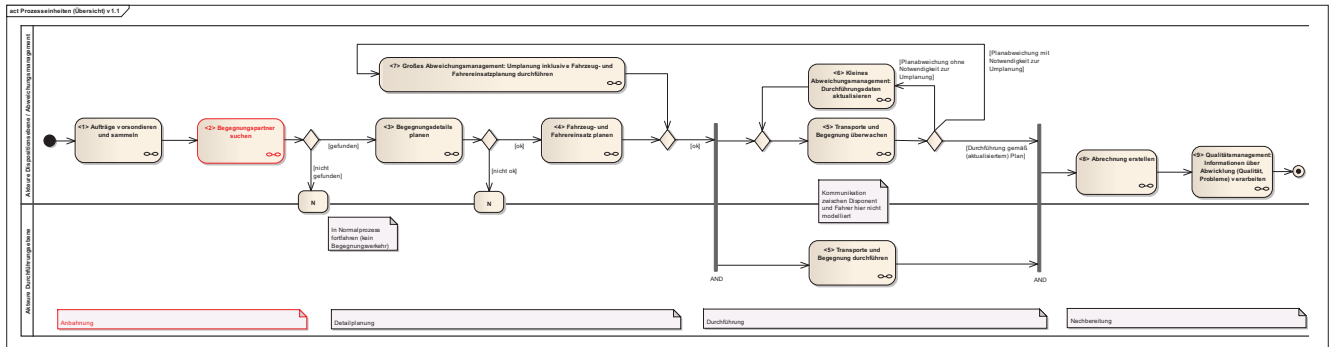 act Prozesseinheiten (Übersicht) v 1.1
Akteure Dispositionsebene / Abweichungsmanagement
<7> Großes Abweichungsmanagement: Umplanung inklusive Fahrzeug- und
Fahrereinsatzplanung durchführen
[Planabweichung ohne
Notwendigkeit zur
Umplanung]
[Planabweichung mit
Notwendigkeit zur
Umplanung]
<6> Kleines
Abweichungsmanagement:
Durchführungsdaten
aktualisieren
<1> Aufträge vorsondieren
und sammeln
<2> Begegnungspartner
suchen
[gefunden]
[nicht
gefunden]
<3> Begegnungsdetails
planen
[ok]
[nicht ok]
<4> Fahrzeug- und
Fahrereinsatz planen
[ok]
<5> Transporte und
Begegnung überwachen
[Durchführung gemäß
(aktualisiertem) Plan]
<8> Abrechnung erstellen
<9> Qualitätsmanagement:
Informationen über
Abwicklung (Qualität,
Probleme) verarbeiten
N
N
Kommunikation
zwischen Disponent
und Fahrer hier nicht
modelliert
In Normalprozess
fortfahren (kein
Begegnungsverkehr)
Akteure Durchführungsebene
<5> Transporte und
Begegnung durchführen
AND
AND
Anbahnung
Detailplanung
Durchführung
Nachbereitung